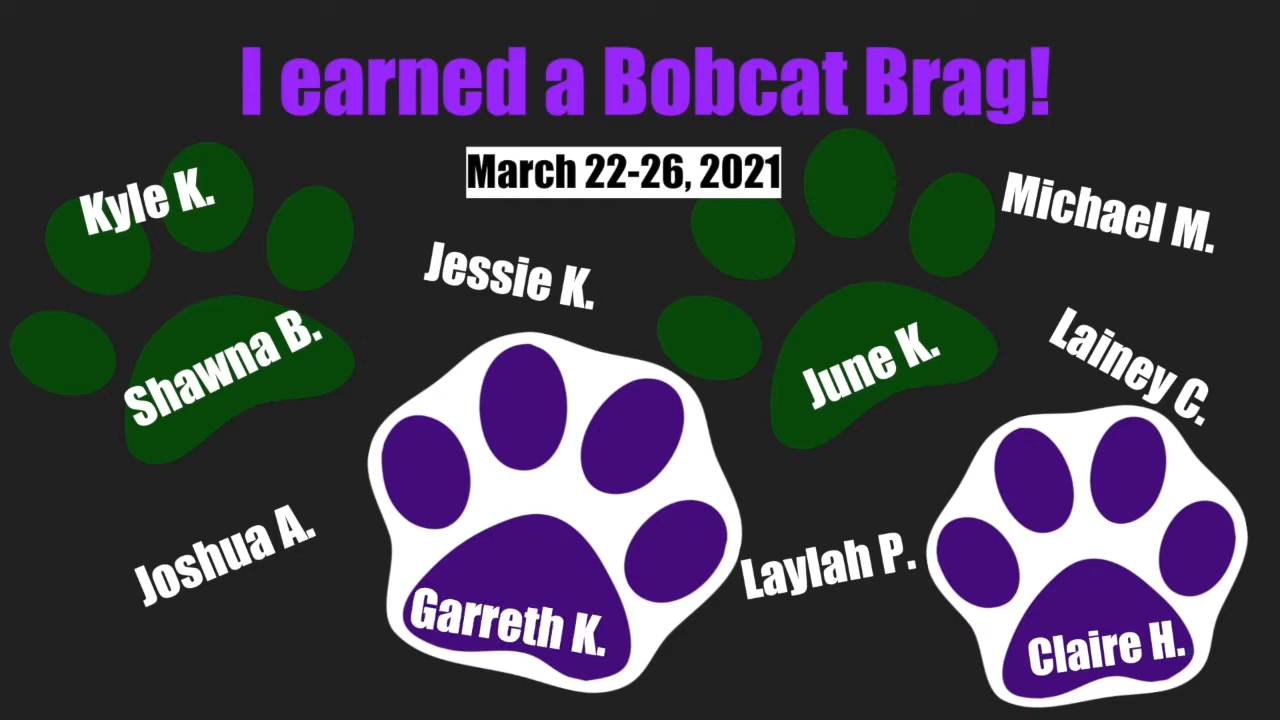 I earned a Bobcat Brag!
March 22-26, 2021
Kyle K.
Michael M.
Jessie K.
Shawna B.
June K.
Lainey C.
Joshua A.
Laylah P.
Garreth K.
Claire H.